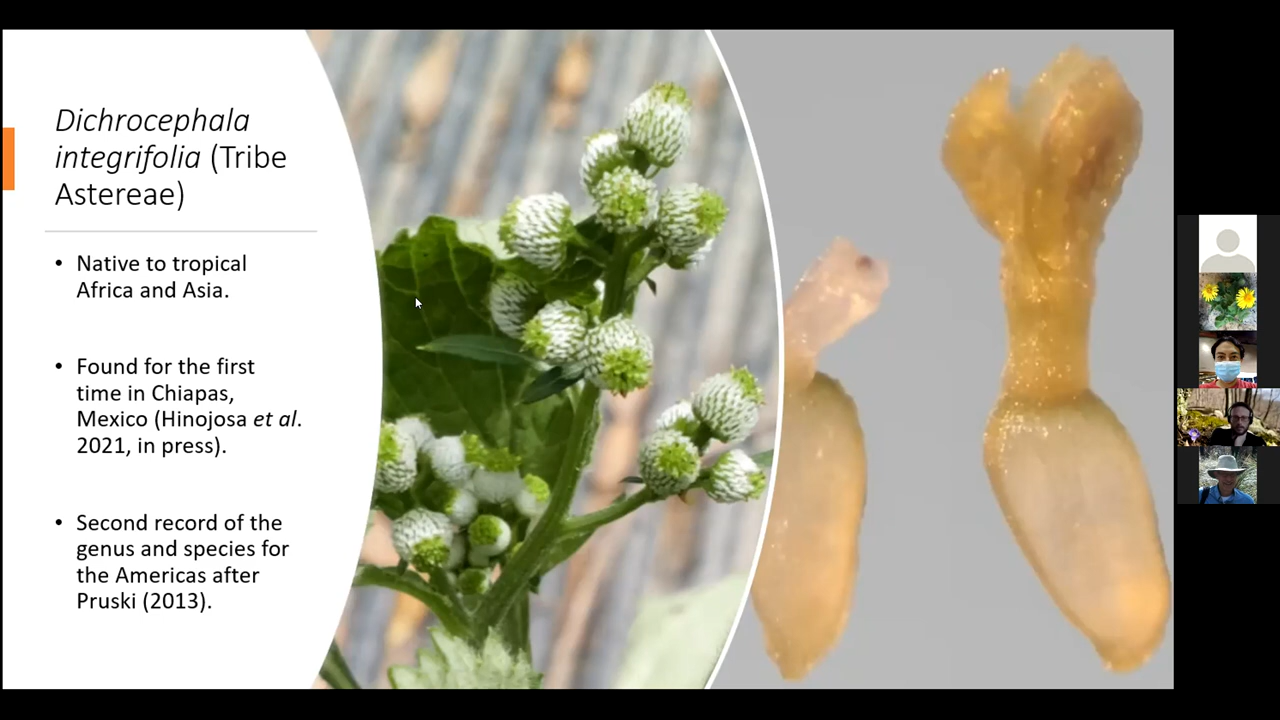 Dichrocephala
integrifolia (Tribe
Astereae)
• Native to tropical
Africa and Asia.
• Found for the first
time in Chiapas,
Mexico (Hinojosa et al.
2021, in press).
• Second record of the
genus and species for
the Americas after
Pruski (2013).